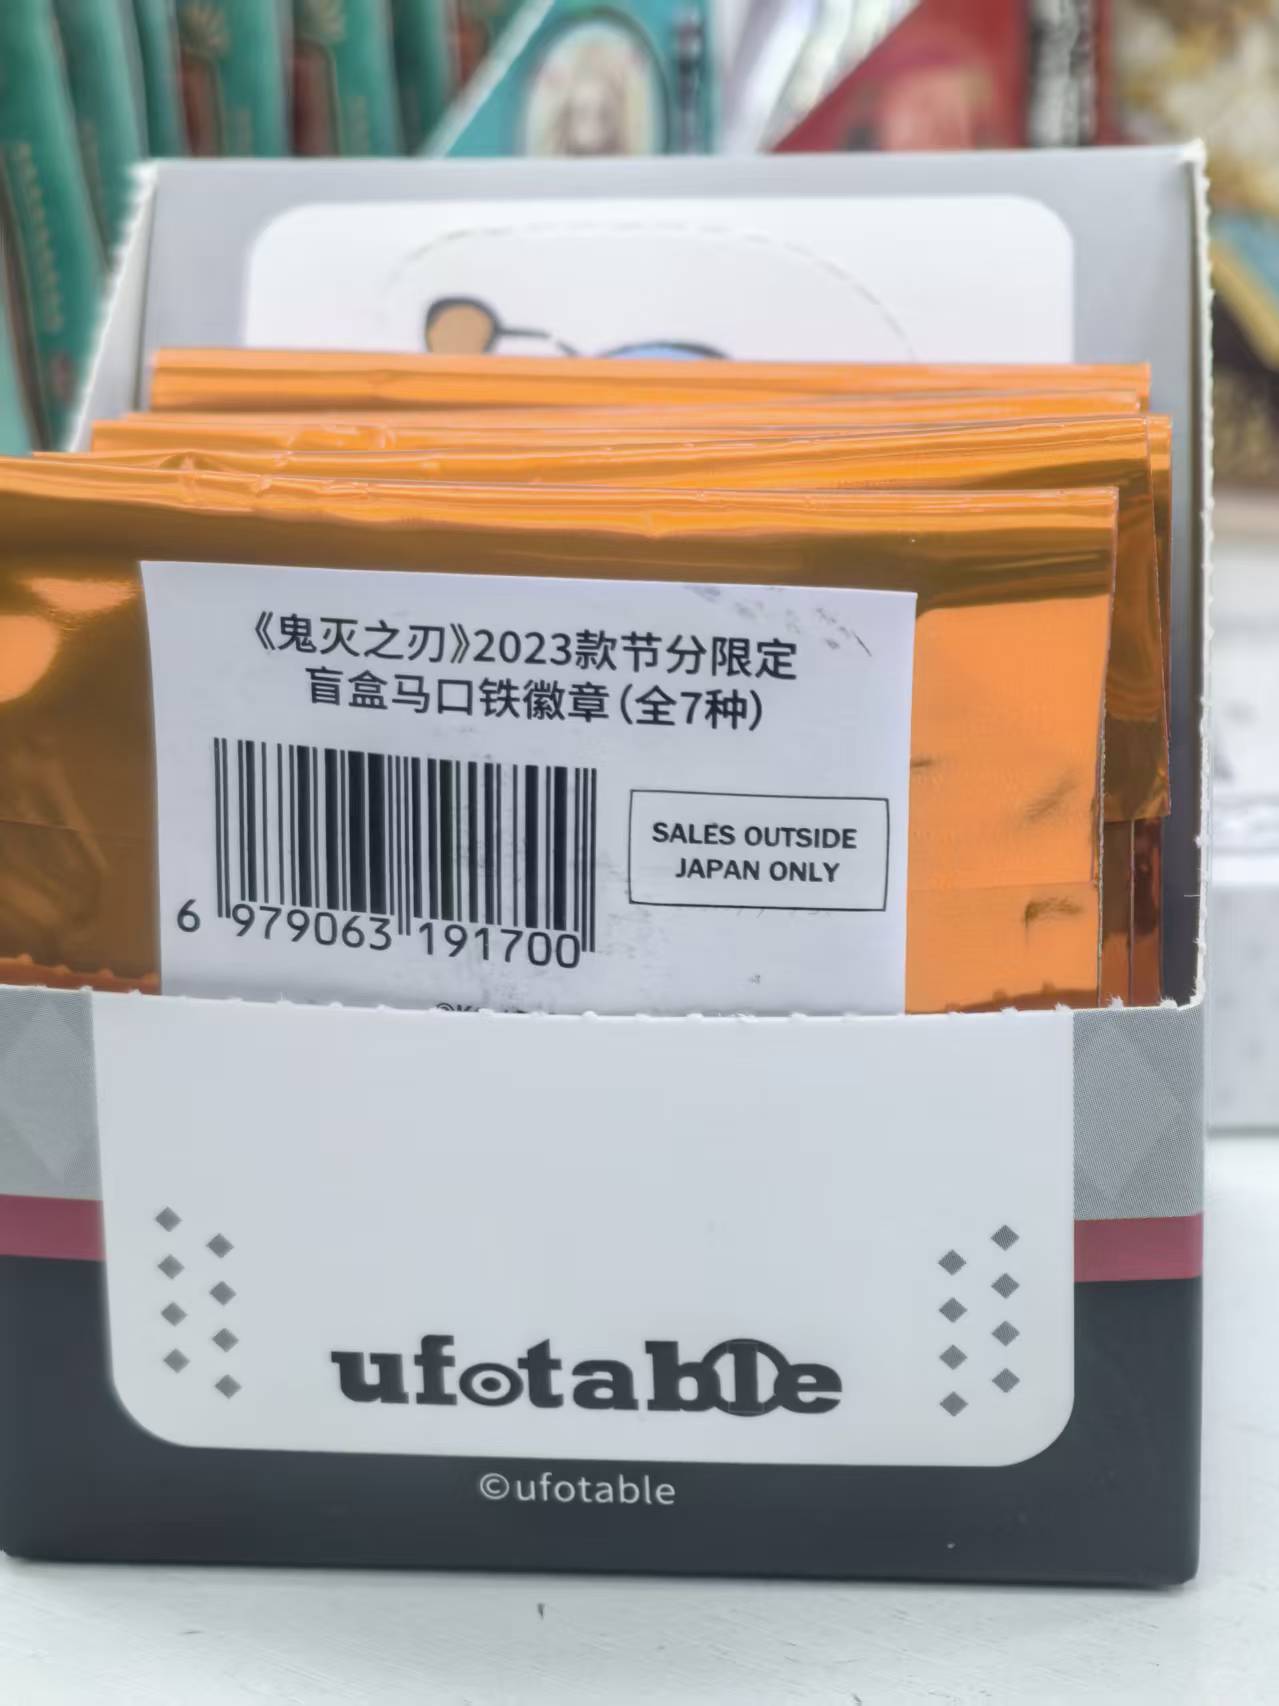 《鬼灭之刃》2023款节分限定
盲盒马口铁徽章(全7种)
SALES OUTSIDE
JAPAN ONLY
6 979063 191700
ufotable
©ufotable